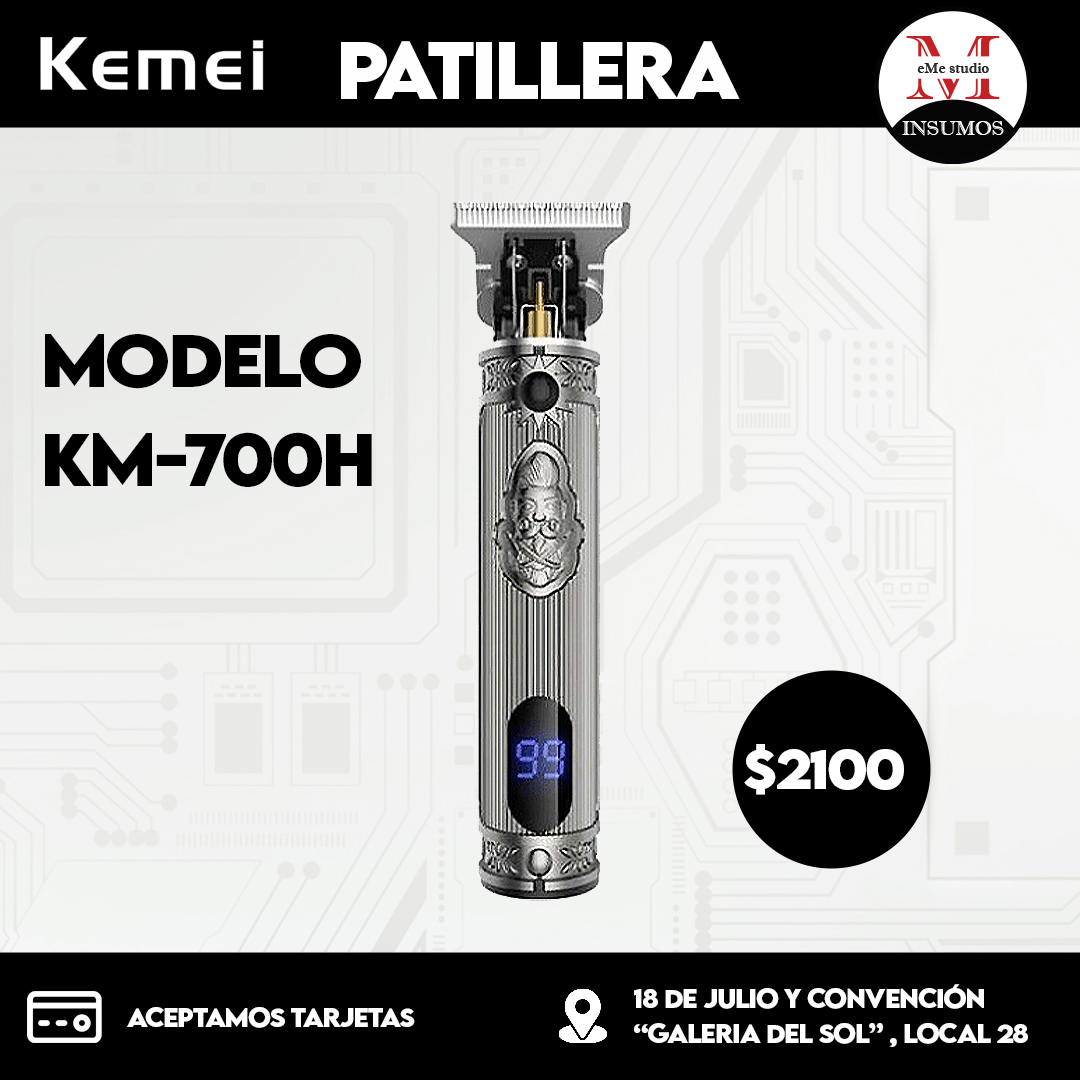 Kemei
PATILLERA
M
eMe studio
INSUMOS
MODELO
KM-700H
99
$2100
ACEPTAMOS TARJETAS
18 DE JULIO Y CONVENCIÓN
“GALERIA DEL SOL” , LOCAL 28